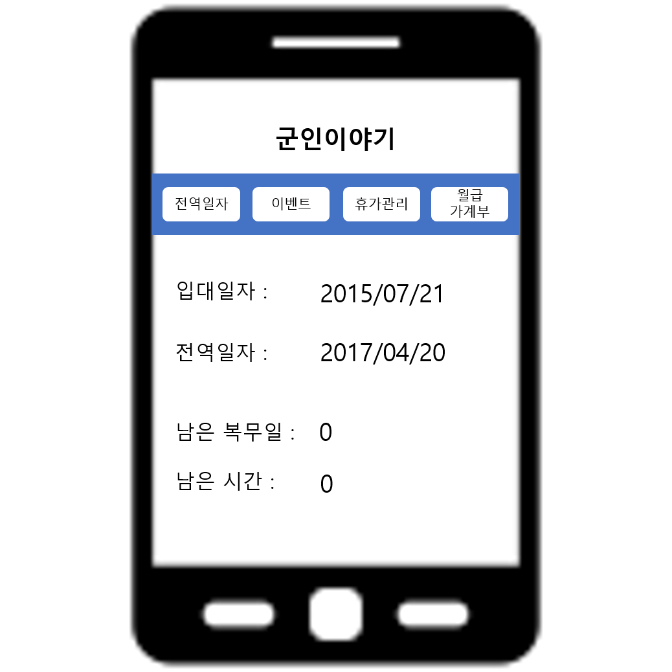 군인이야기
전역일자
이벤트
휴가관리
월급
가계부
입대일자 : 2015/07/21
전역일자 : 2017/04/20
남은 복무일 : 0
남은 시간 : 0